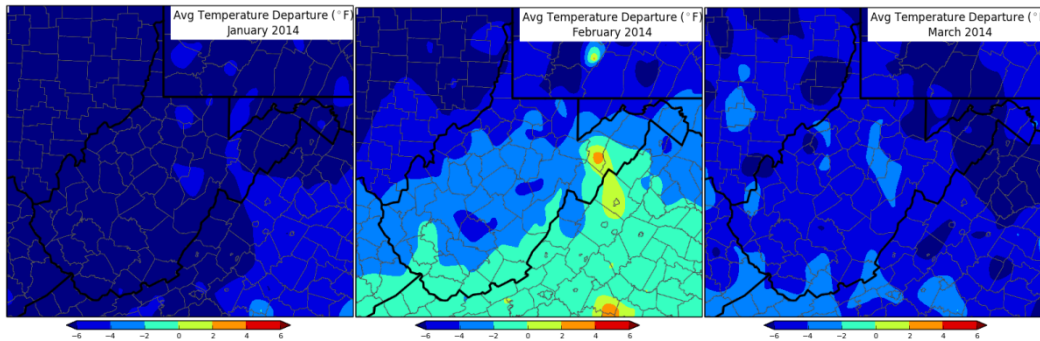 Avg Temperature Departure (°F)
January 2014
−6 −4 −2 0 2 4 6
Avg Temperature Departure (°F)
February 2014
−6 −4 −2 0 2 4 6
Avg Temperature Departure (°F)
March 2014
−6 −4 −2 0 2 4 6